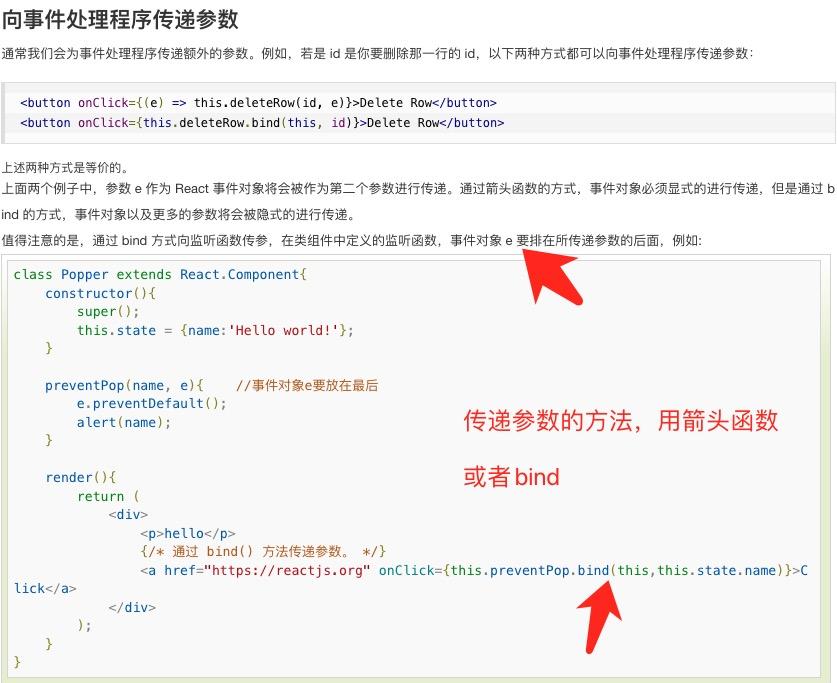 向事件处理程序传递参数
通常我们会为事件处理程序传递额外的参数。例如，若是 id 是你要删除那一行的 id，以下两种方式都可以向事件处理程序传递参数：
<button onClick={(e) => this.deleteRow(id, e)}>Delete Row</button>
<button onClick={this.deleteRow.bind(this, id)}>Delete Row</button>
上述两种方式是等价的。
上面两个例子中，参数 e 作为 React 事件对象将会被作为第二个参数进行传递。通过箭头函数的方式，事件对象必须显式的进行传递，但是通过 b
ind 的方式，事件对象以及更多的参数将会被隐式的进行传递。
值得注意的是，通过 bind 方式向监听函数传参，在类组件中定义的监听函数，事件对象 e 要排在所传递参数的后面，例如:
class Popper extends React.Component{
    constructor(){
        super();
        this.state = {name:'Hello world!'};
    }
    preventPop(name, e){    //事件对象e要放在最后
        e.preventDefault();
        alert(name);
    }
传递参数的方法，用箭头函数
或者bind
    render(){
        return (
            <div>
                <p>hello</p>
                {/* 通过 bind() 方法传递参数。 */}
                <a href="https://reactjs.org" onClick={this.preventPop.bind(this,this.state.name)}>C
lick</a>
            </div>
        );
    }
}